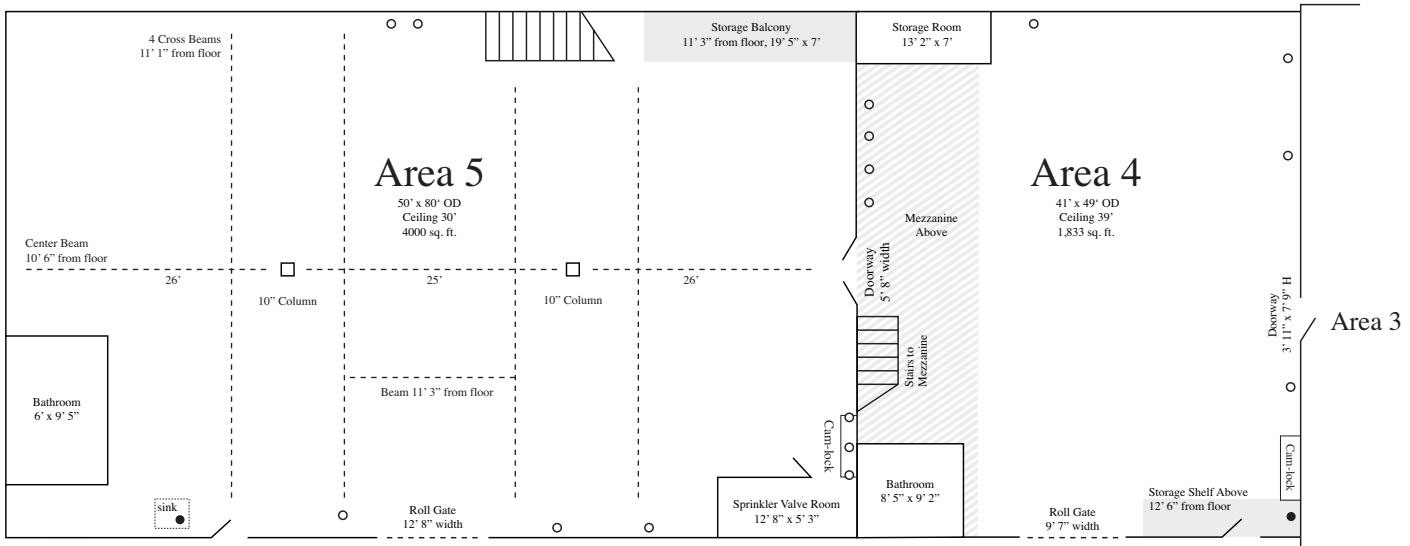 4 Cross Beams
11’ 1” from floor
Storage Balcony
11’ 3” from floor, 19’ 5” x 7’
Storage Room
13’ 2” x 7’
Area 5
50’ x 80‘ OD
Ceiling 30’
4000 sq. ft.
Area 4
41’ x 49‘ OD
Ceiling 39’
1,833 sq. ft.
Mezzanine
Above
Center Beam
10’ 6” from floor
26’
25’
26’
10” Column
10” Column
Doorway
5’ 8” width
Doorway
3’ 11” x 7’ 9” H
Area 3
Stairs to
Mezzanine
Beam 11’ 3” from floor
Bathroom
6’ x 9’ 5”
Cam-lock
Cam-lock
sink
Roll Gate
12’ 8” width
Sprinkler Valve Room
12’ 8” x 5’ 3”
Bathroom
8’ 5” x 9’ 2”
Roll Gate
9’ 7” width
Storage Shelf Above
12’ 6” from floor